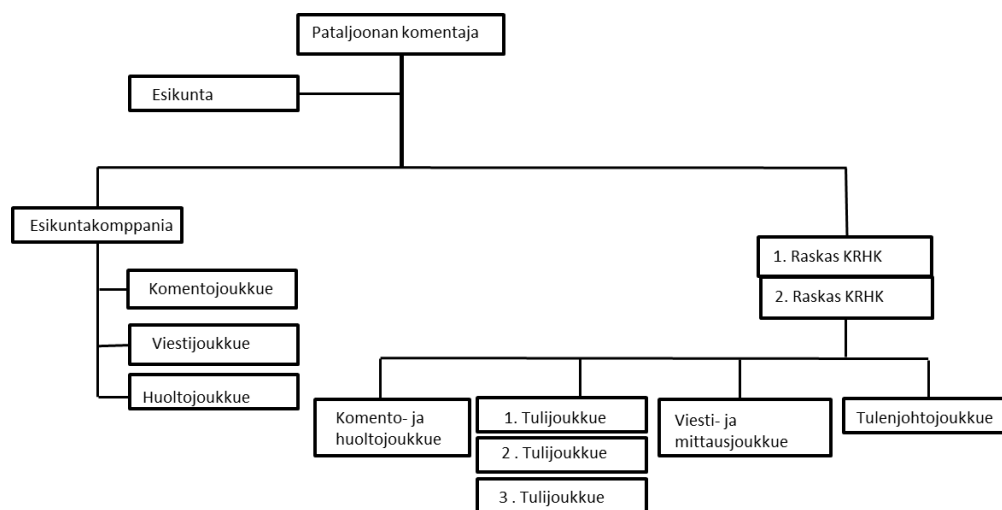 Pataljoonan komentaja
Esikunta
Esikuntakomppania
Komentojoukkue
Viestijoukkue
Huoltojoukkue
1. Raskas KRHK
2. Raskas KRHK
Komento- ja
huoltojoukkue
1. Tulijoukkue
2 . Tulijoukkue
3 . Tulijoukkue
Viesti- ja
mittausjoukkue
Tulenjohtojoukkue